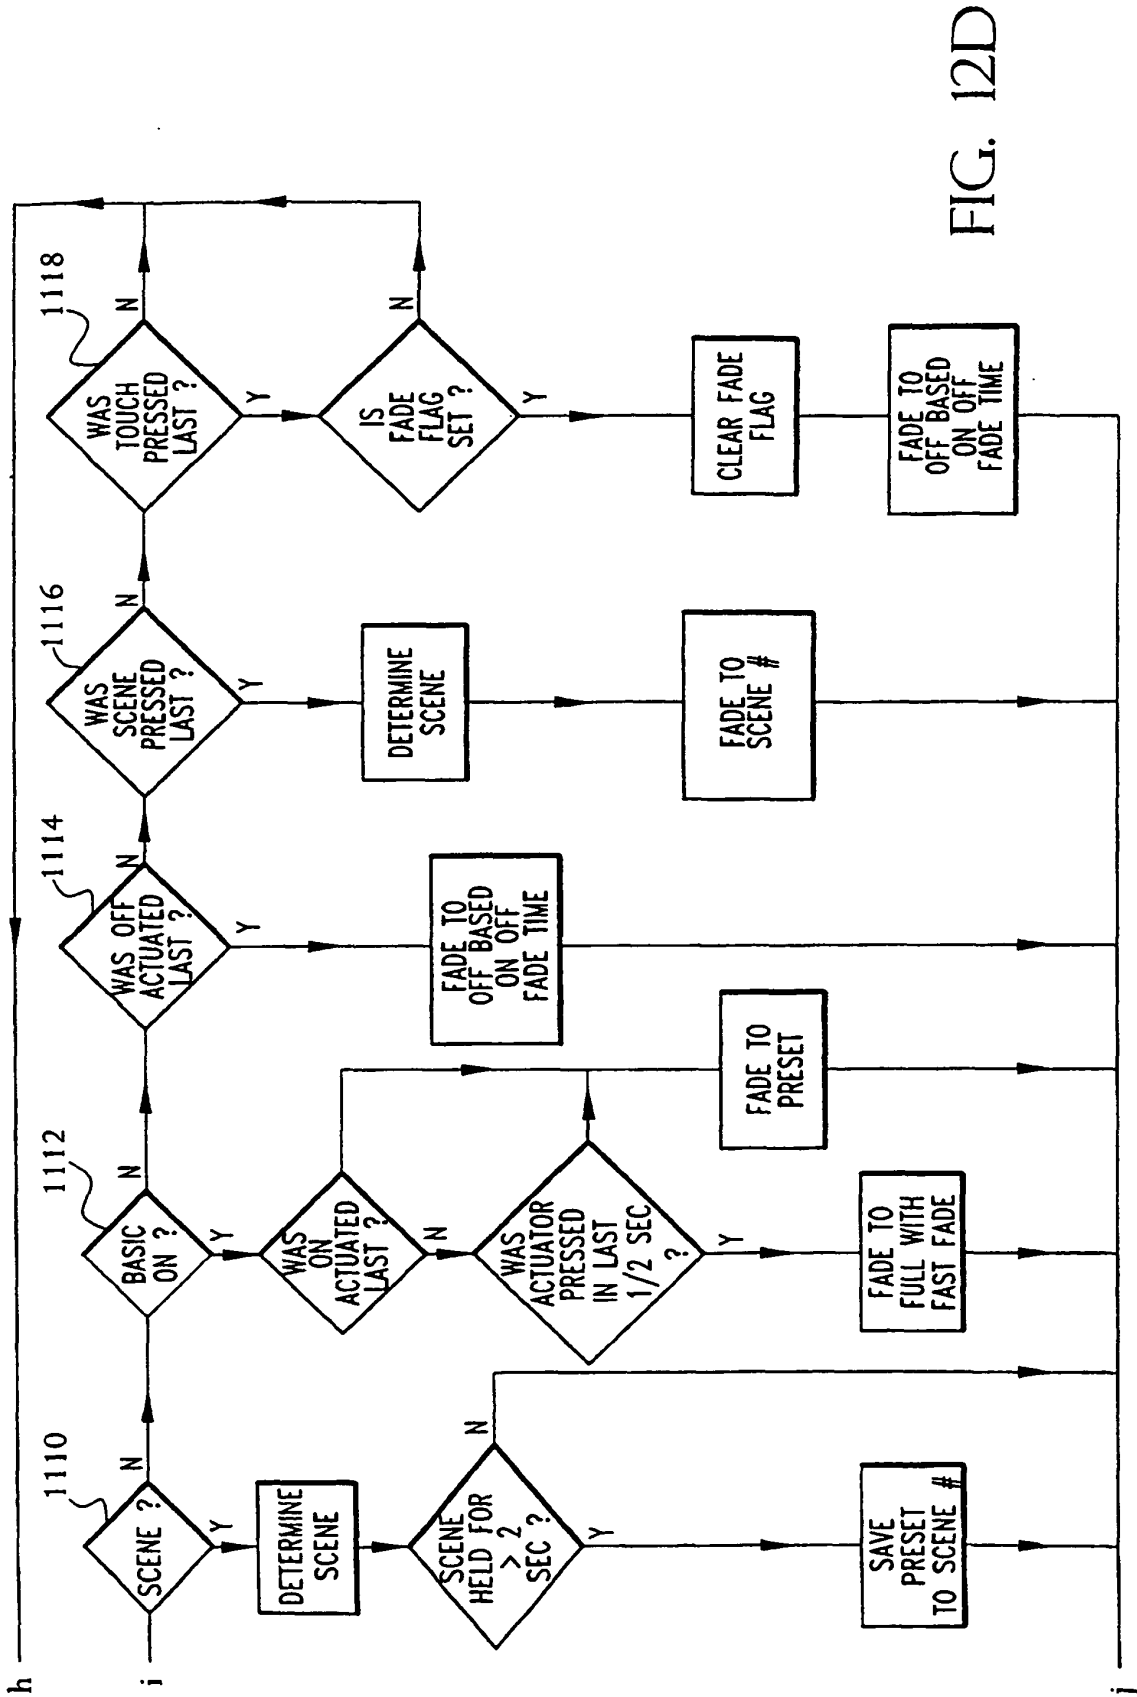 h
i
j
1110
SCENE ?
N
Y
DETERMINE
SCENE
SCENE
HELD FOR
> 2
SEC ?
N
Y
SAVE
PRESET
TO SCENE #
1112
BASIC
ON ?
N
Y
WAS
ON
ACTUATED
LAST ?
N
WAS
ACTUATOR
PRESSED
IN LAST
1/2 SEC
?
Y
FADE TO
FULL WITH
FAST FADE
FADE TO
PRESET
1114
WAS OFF
ACTUATED
LAST ?
N
Y
FADE TO
OFF BASED
ON OFF
FADE TIME
1116
WAS
SCENE
PRESSED
LAST ?
N
Y
DETERMINE
SCENE
FADE TO
SCENE #
1118
WAS
TOUCH
PRESSED
LAST ?
N
Y
IS
FADE
FLAG
SET ?
N
Y
CLEAR FADE
FLAG
FADE TO
OFF BASED
ON OFF
FADE TIME
FIG. 12D